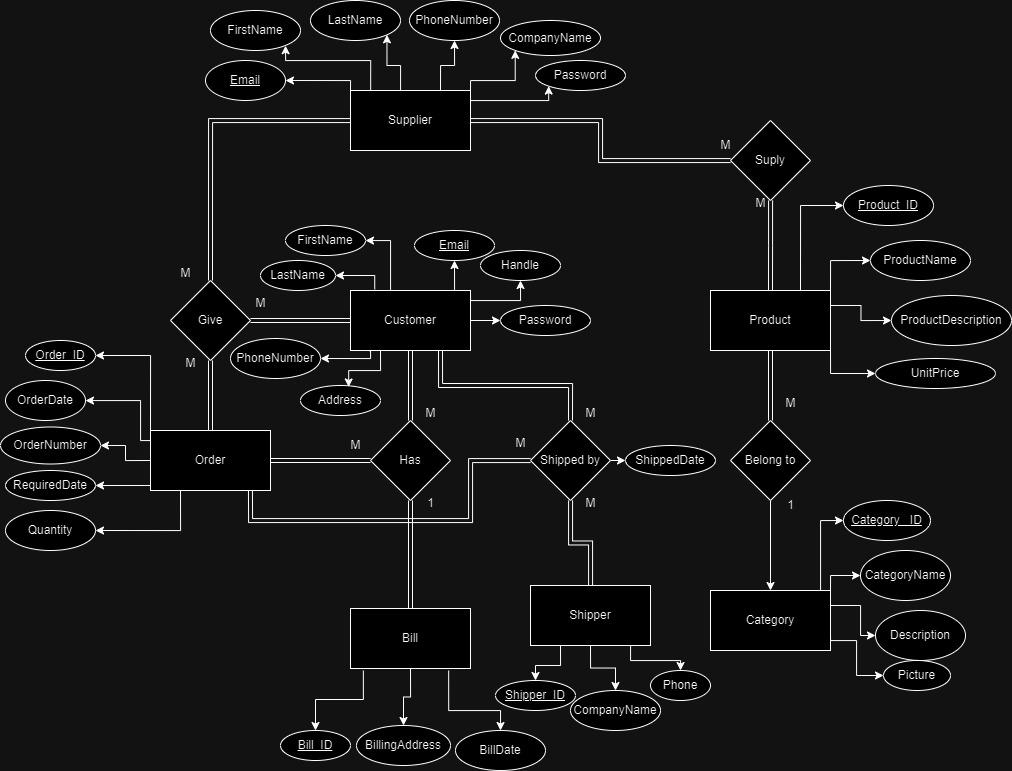 LastName
PhoneNumber
FirstName
CompanyName
Email
Password
Supplier
M
Suply
M
Product_ID
FirstName
Email
ProductName
LastName
Handle
M
M
Give
Customer
Password
Product
ProductDescription
Order_ID
M
PhoneNumber
UnitPrice
OrderDate
Address
M
M
M
OrderNumber
M
M
Order
Has
Shipped by
ShippedDate
Belong to
RequiredDate
1
M
1
Quantity
Category_ID
CategoryName
Shipper
Category
Bill
Description
Picture
Phone
Shipper_ID
CompanyName
Bill_ID
BillingAddress
BillDate